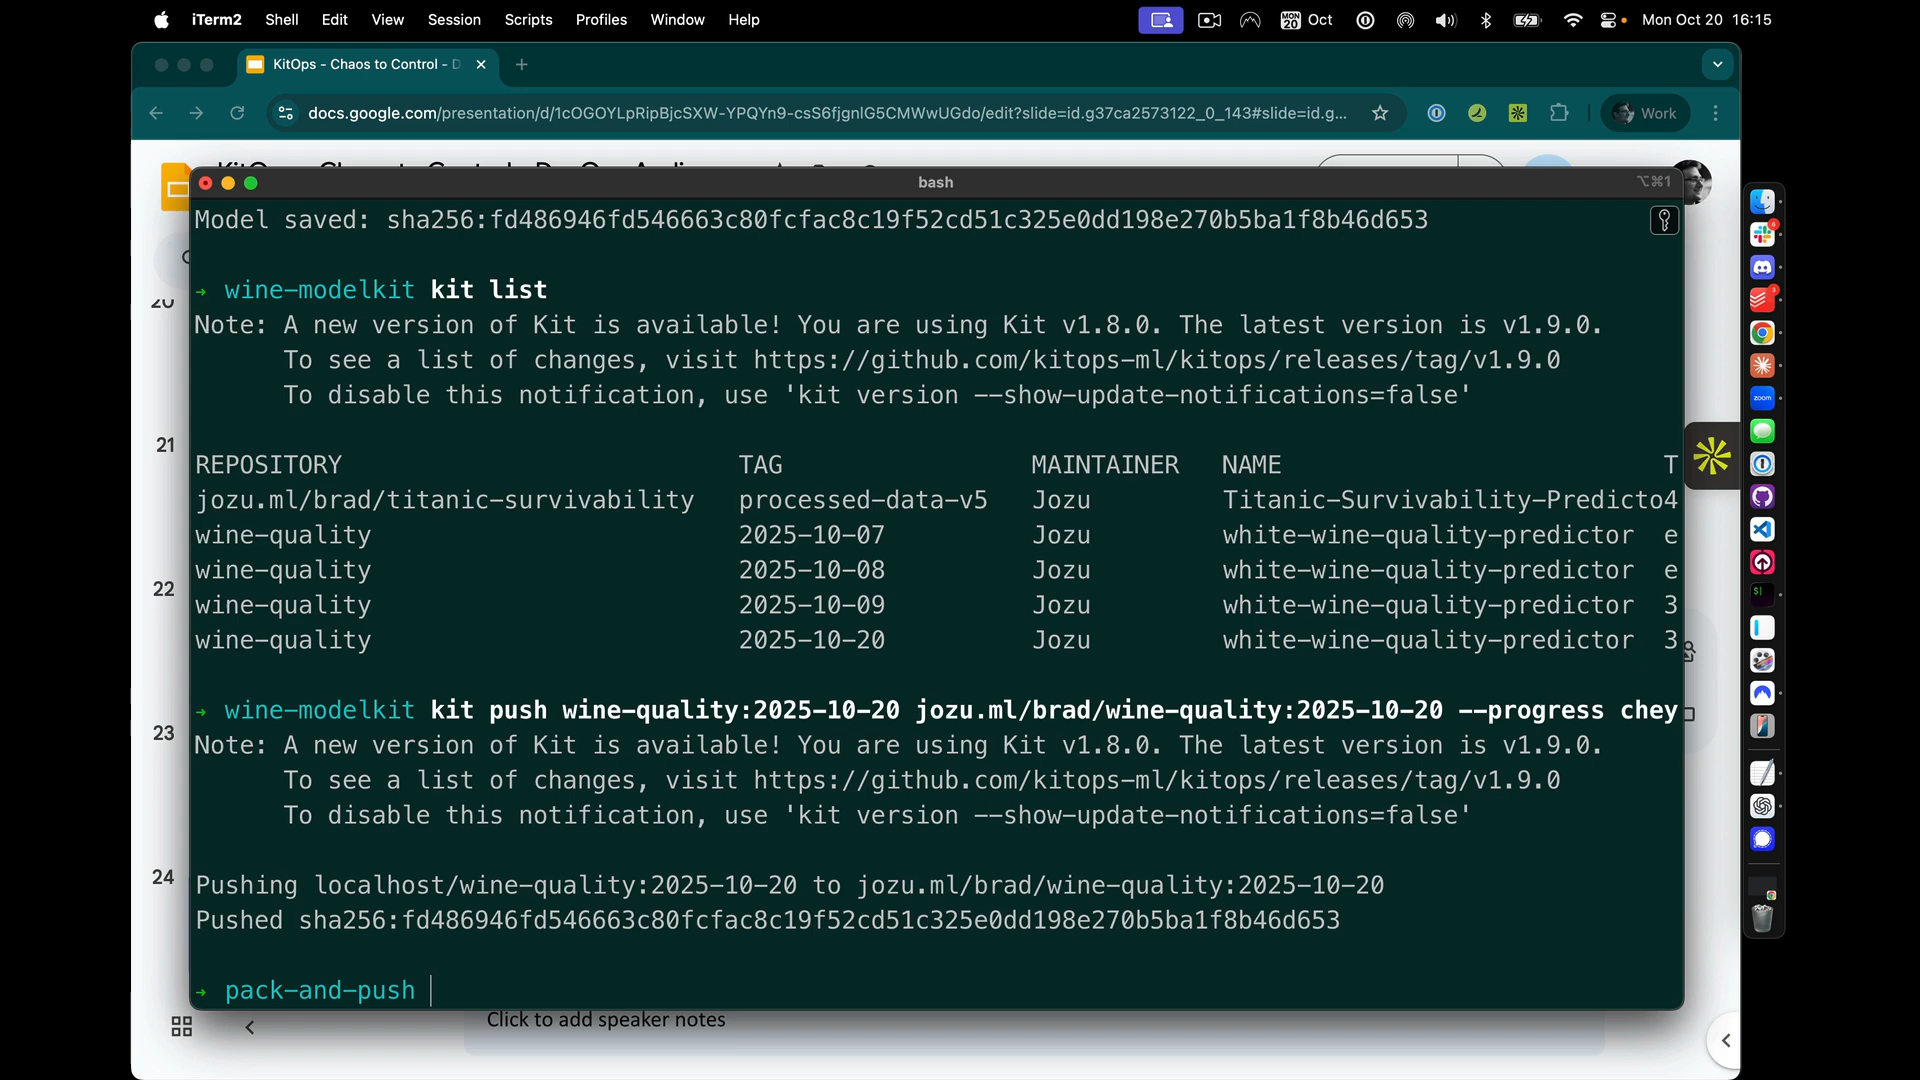 iTerm2 Shell Edit View Session Scripts Profiles Window Help
MON 20 Oct
Mon Oct 20 16:15
KitOps - Chaos to Control - D
docs.google.com/presentation/d/1cOGOYLpRipBjcSXW-YPQYn9-csS6fjgnlG5CMWwUGdo/edit?slide=id.g37ca2573122_0_143#slide=id.g...
Work
bash
⌥⌘1
Model saved: sha256:fd486946fd546663c80fcfac8c19f52cd51c325e0dd198e270b5ba1f8b46d653
→ wine-modelkit kit list
Note: A new version of Kit is available! You are using Kit v1.8.0. The latest version is v1.9.0.
To see a list of changes, visit https://github.com/kitops-ml/kitops/releases/tag/v1.9.0
To disable this notification, use 'kit version --show-update-notifications=false'
REPOSITORY TAG MAINTAINER NAME T
jozu.ml/brad/titanic-survivability processed-data-v5 Jozu Titanic-Survivability-Predicto4
wine-quality 2025-10-07 Jozu white-wine-quality-predictor e
wine-quality 2025-10-08 Jozu white-wine-quality-predictor e
wine-quality 2025-10-09 Jozu white-wine-quality-predictor 3
wine-quality 2025-10-20 Jozu white-wine-quality-predictor 3
→ wine-modelkit kit push wine-quality:2025-10-20 jozu.ml/brad/wine-quality:2025-10-20 --progress chey
Note: A new version of Kit is available! You are using Kit v1.8.0. The latest version is v1.9.0.
To see a list of changes, visit https://github.com/kitops-ml/kitops/releases/tag/v1.9.0
To disable this notification, use 'kit version --show-update-notifications=false'
Pushing localhost/wine-quality:2025-10-20 to jozu.ml/brad/wine-quality:2025-10-20
Pushed sha256:fd486946fd546663c80fcfac8c19f52cd51c325e0dd198e270b5ba1f8b46d653
→ pack-and-push
20
21
22
23
24
Click to add speaker notes
zoom